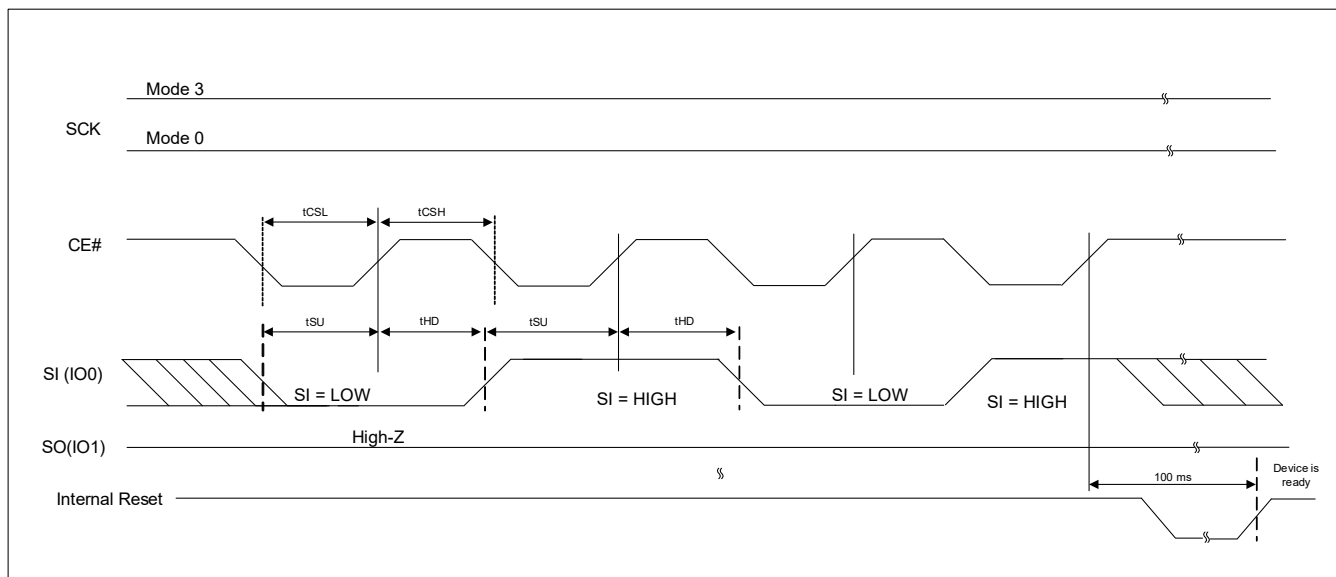 Mode 3
SCK
Mode 0
tCSL
tCSH
CE#
tSU
tHD
tSU
tHD
SI (IO0)
SI = LOW
SI = HIGH
SI = LOW
SI = HIGH
High-Z
SO(IO1)
100 ms
Device is
ready
Internal Reset